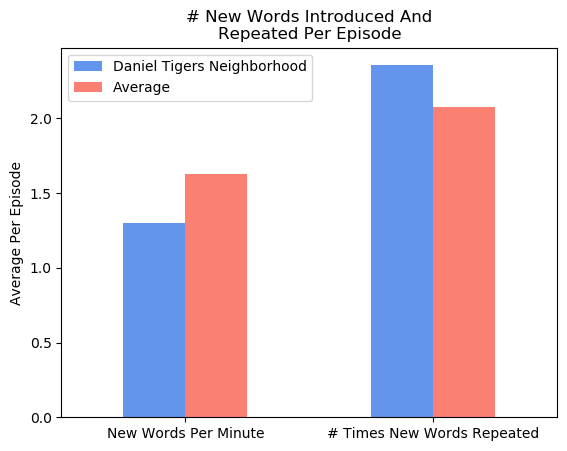 # New Words Introduced And
Repeated Per Episode
Daniel Tigers Neighborhood
Average
Average Per Episode
2.0
1.5
1.0
0.5
0.0
New Words Per Minute
# Times New Words Repeated